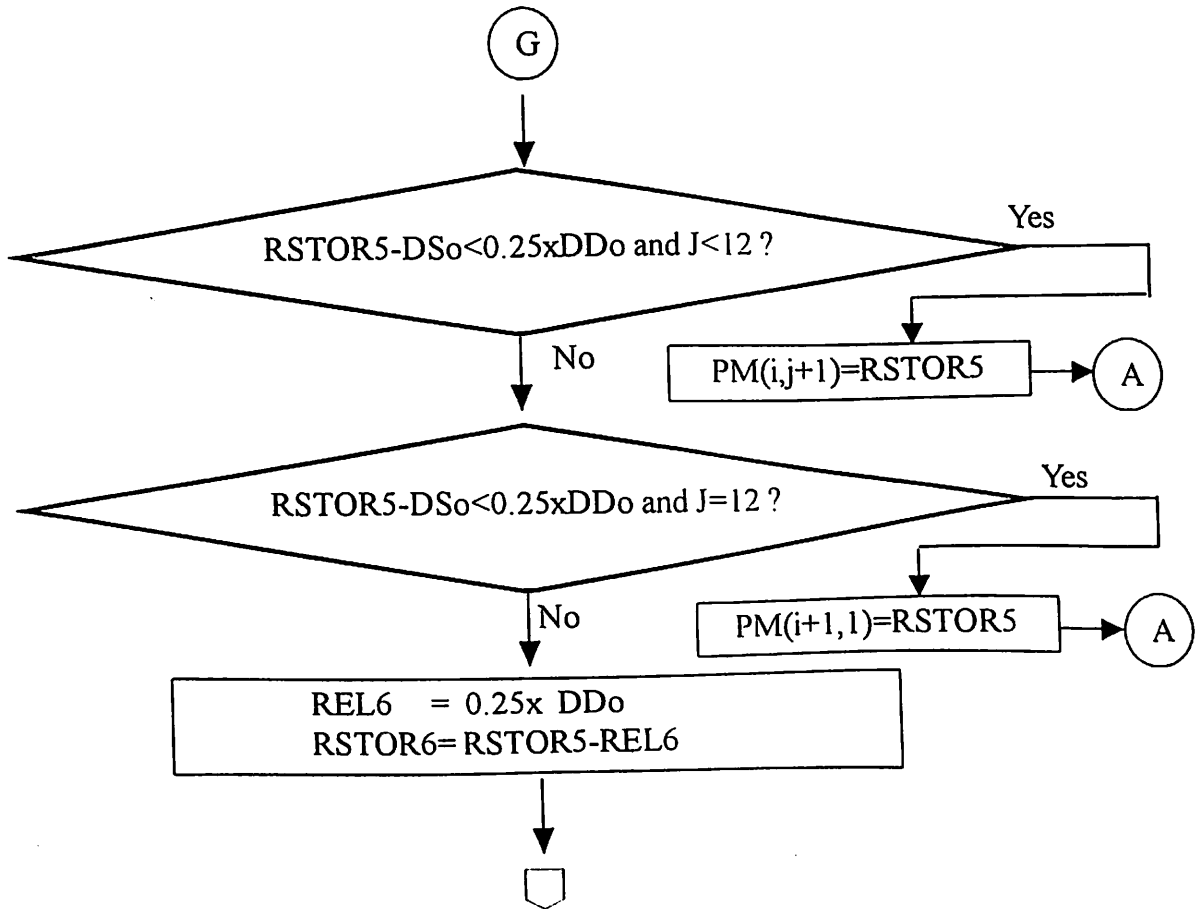 G
RSTOR5-DSo<0.25xDDo and J<12 ?
Yes
No
PM(i,j+1)=RSTOR5
A
RSTOR5-DSo<0.25xDDo and J=12 ?
Yes
No
PM(i+1,1)=RSTOR5
A
REL6 = 0.25x DDo
RSTOR6= RSTOR5-REL6